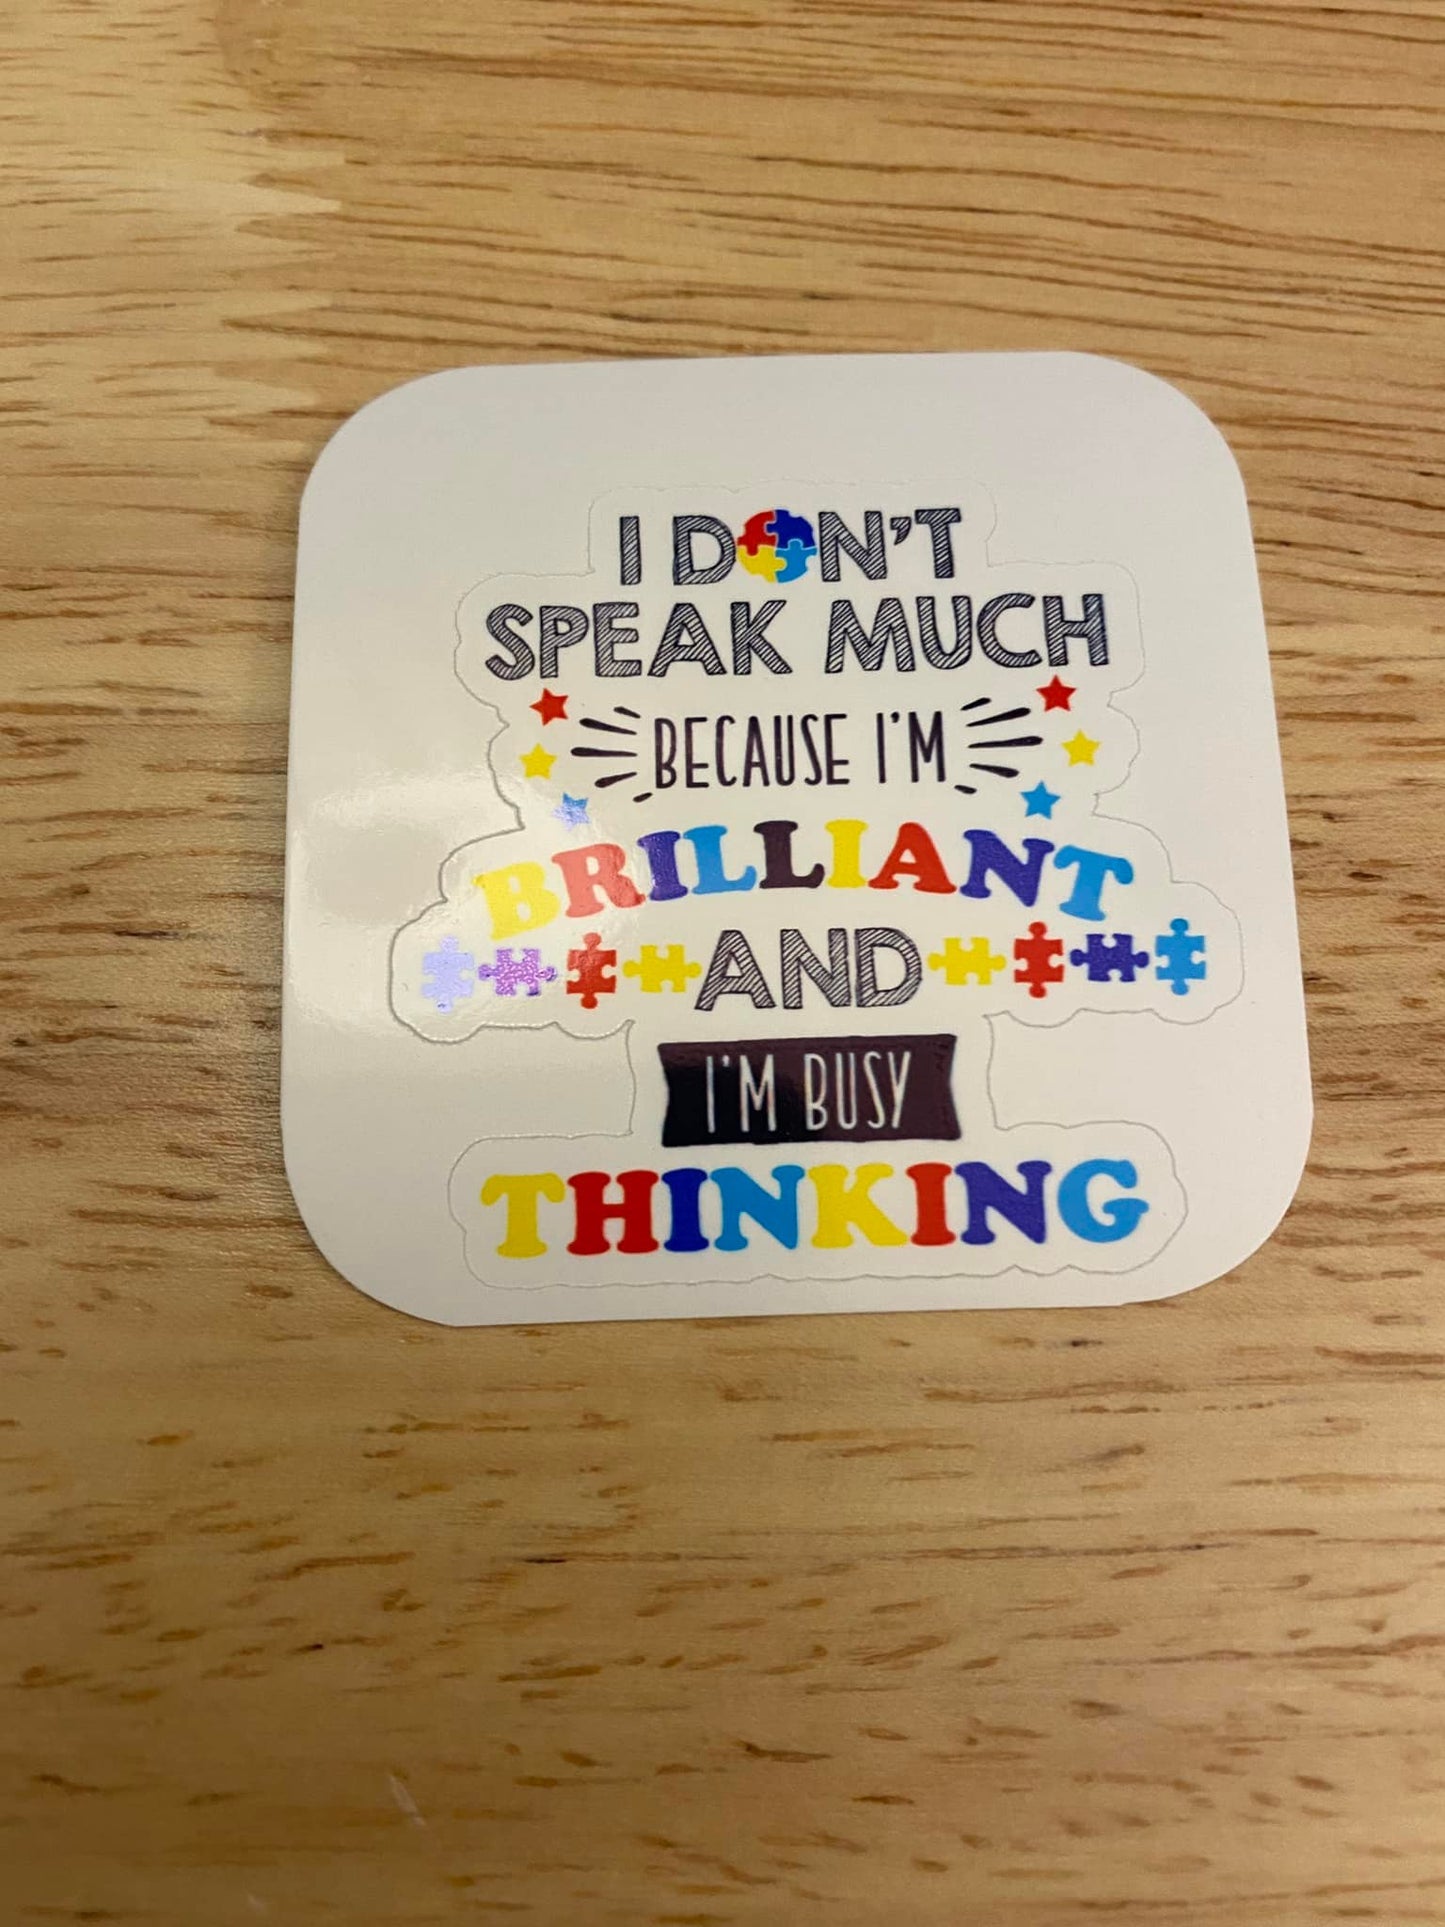 I DON'T
SPEAK MUCH
BECAUSE I'M
BRILLIANT
AND
I'M BUSY
THINKING